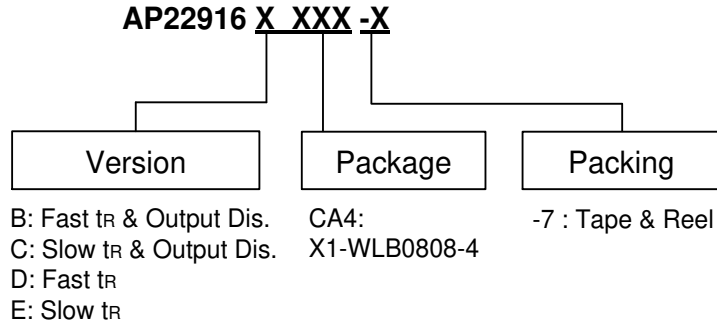 AP22916 X XXX -X
Version
Package
Packing
B: Fast tR & Output Dis.
C: Slow tR & Output Dis.
D: Fast tR
E: Slow tR
CA4:
X1-WLB0808-4
-7 : Tape & Reel